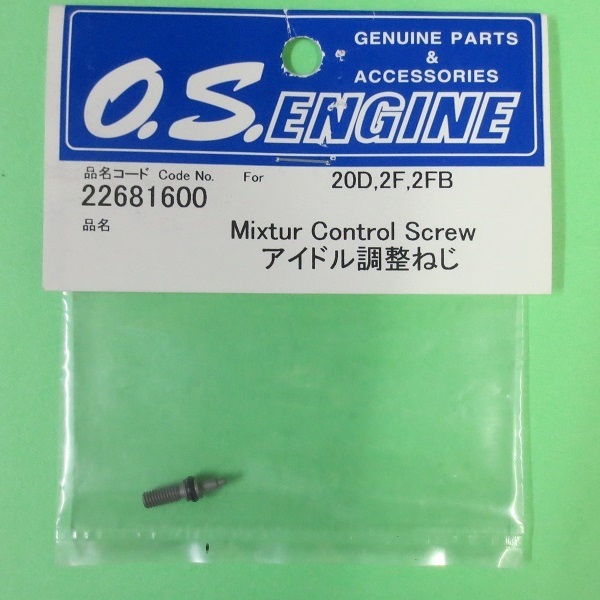 GENUINE PARTS
&
ACCESSORIES
O.S.ENGINE
品名コード Code No. For 20D,2F,2FB
22681600
品名 Mixtur Control Screw
アイドル調整ねじ